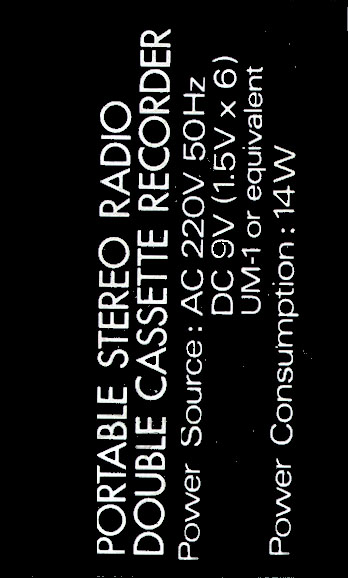 PORTABLE STEREO RADIO
DOUBLE CASSETTE RECORDER
Power Source: AC 220V 50Hz
DC 9V (1.5V x 6)
UM-1 or equivalent
Power Consumption: 14W